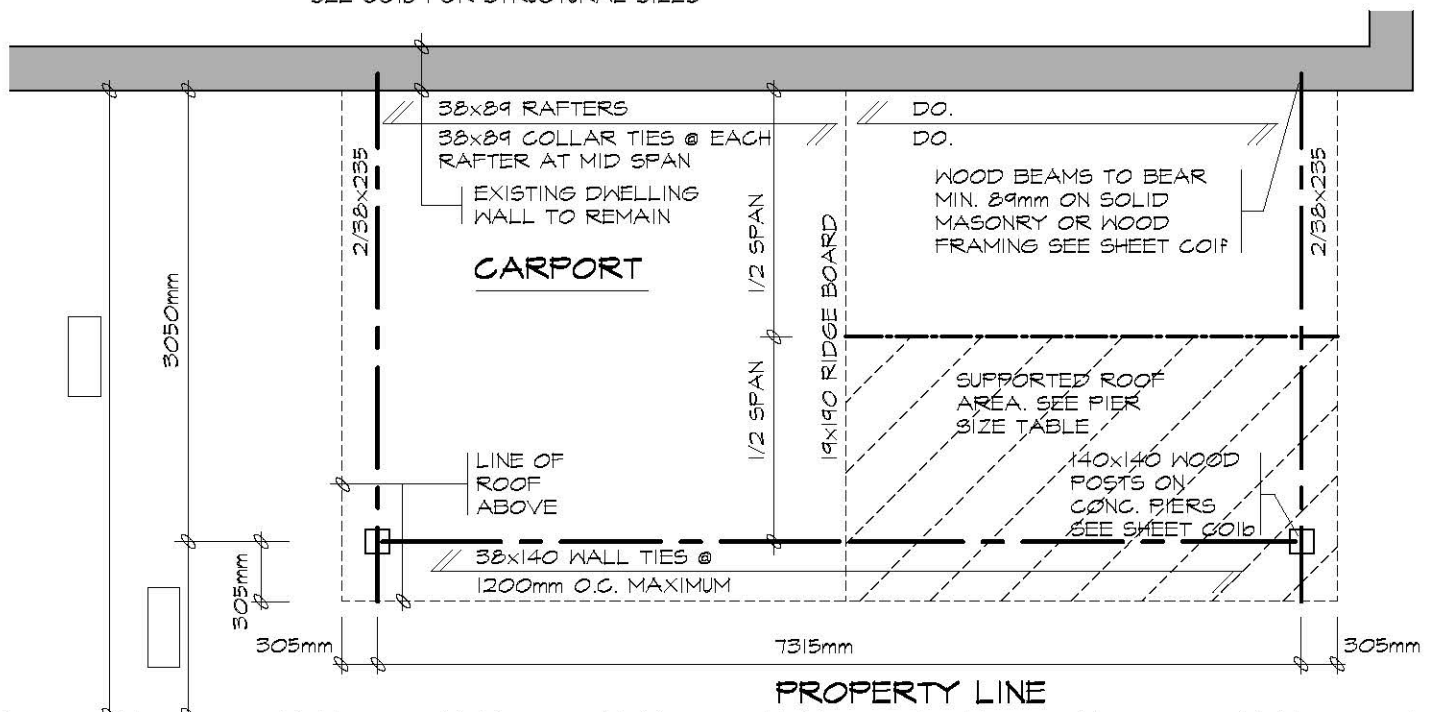 38x89 RAFTERS
38x89 COLLAR TIES @ EACH
RAFTER AT MID SPAN
DO.
DO.
EXISTING DWELLING
WALL TO REMAIN
WOOD BEAMS TO BEAR
MIN. 89mm ON SOLID
MASONRY OR WOOD
FRAMING SEE SHEET C01f
2/38x235
2/38x235
CARPORT
1/2 SPAN
1/2 SPAN
19x190 RIDGE BOARD
3050mm
SUPPORTED ROOF
AREA. SEE PIER
SIZE TABLE
LINE OF
ROOF
ABOVE
140x140 WOOD
POSTS ON
CONC. PIERS
SEE SHEET C01b
38x140 WALL TIES @
1200mm O.C. MAXIMUM
305mm
305mm
7315mm
305mm
PROPERTY LINE